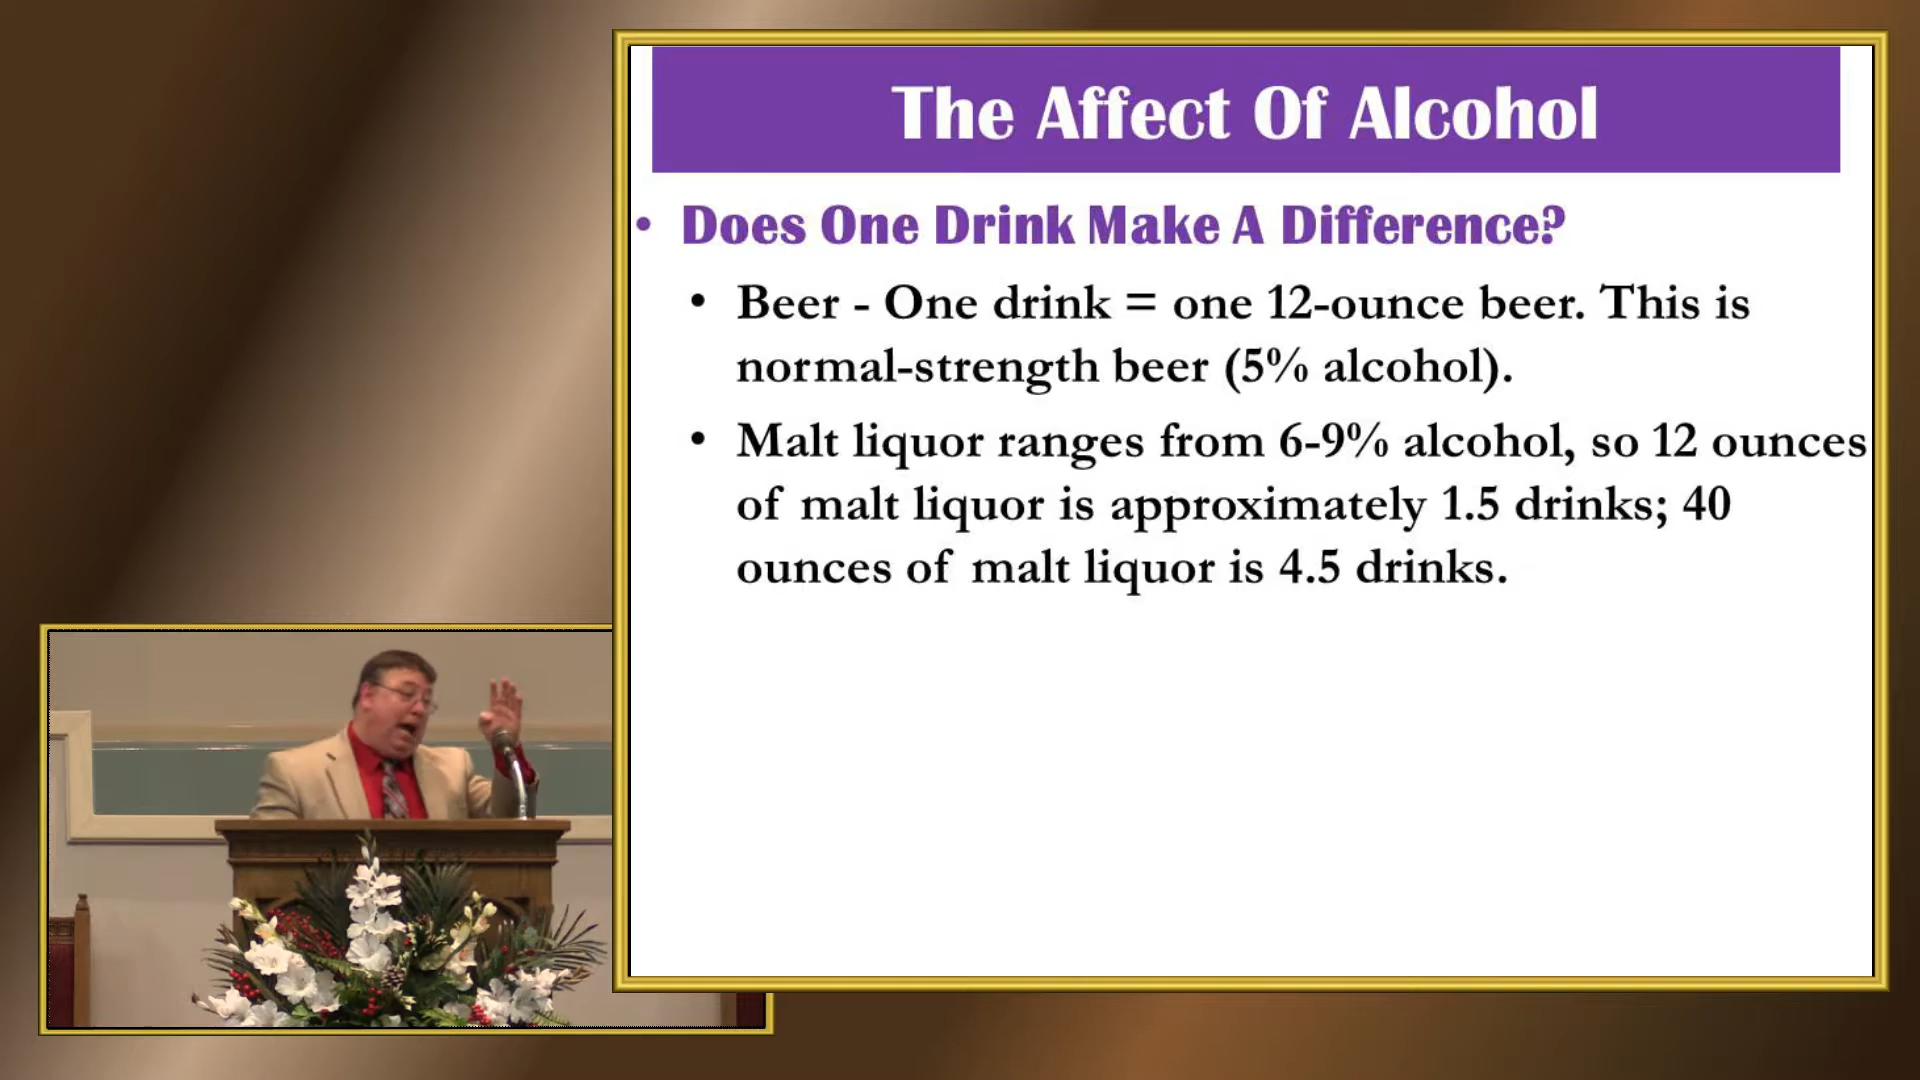 The Affect Of Alcohol
• Does One Drink Make A Difference?
• Beer - One drink = one 12-ounce beer. This is
normal-strength beer (5% alcohol).
• Malt liquor ranges from 6-9% alcohol, so 12 ounces
of malt liquor is approximately 1.5 drinks; 40
ounces of malt liquor is 4.5 drinks.